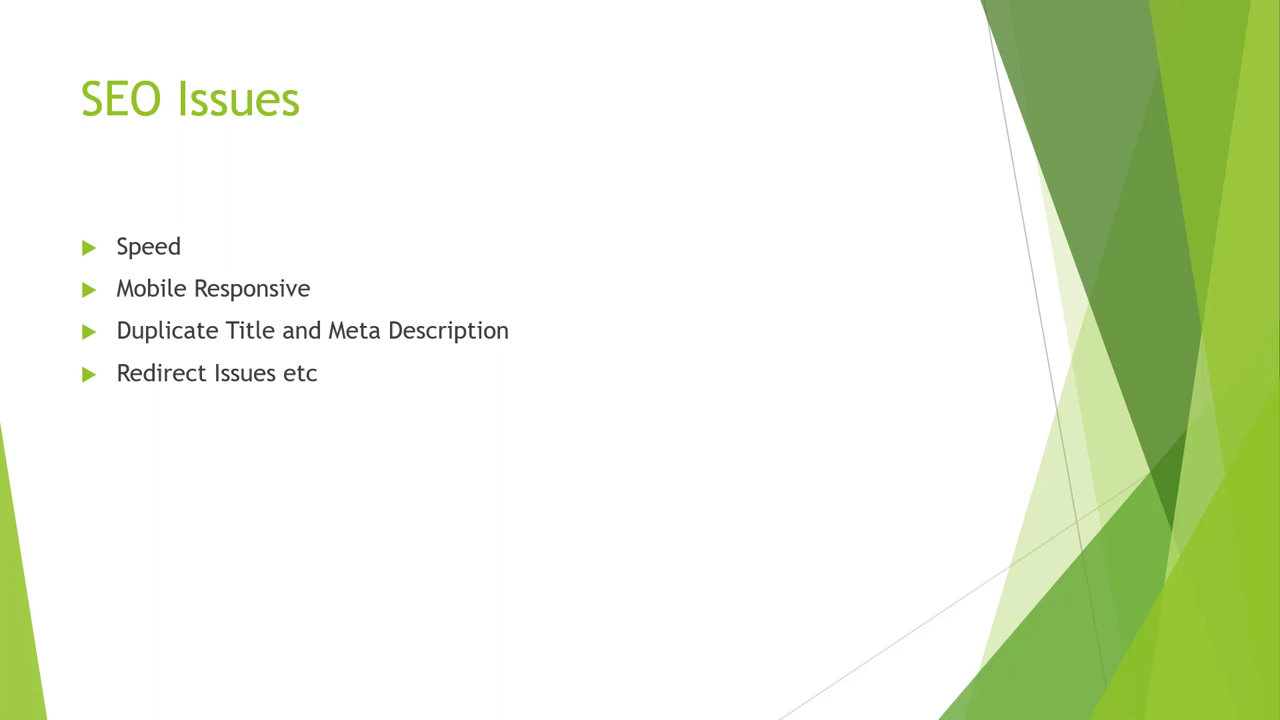 SEO Issues
Speed
Mobile Responsive
Duplicate Title and Meta Description
Redirect Issues etc